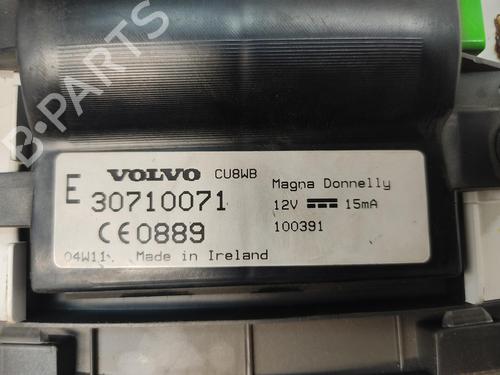 B-PARTS
VOLVO CU8WB
E 30710071
CE0889
04W11 Made in Ireland
Magna Donnelly
12V 15mA
100391